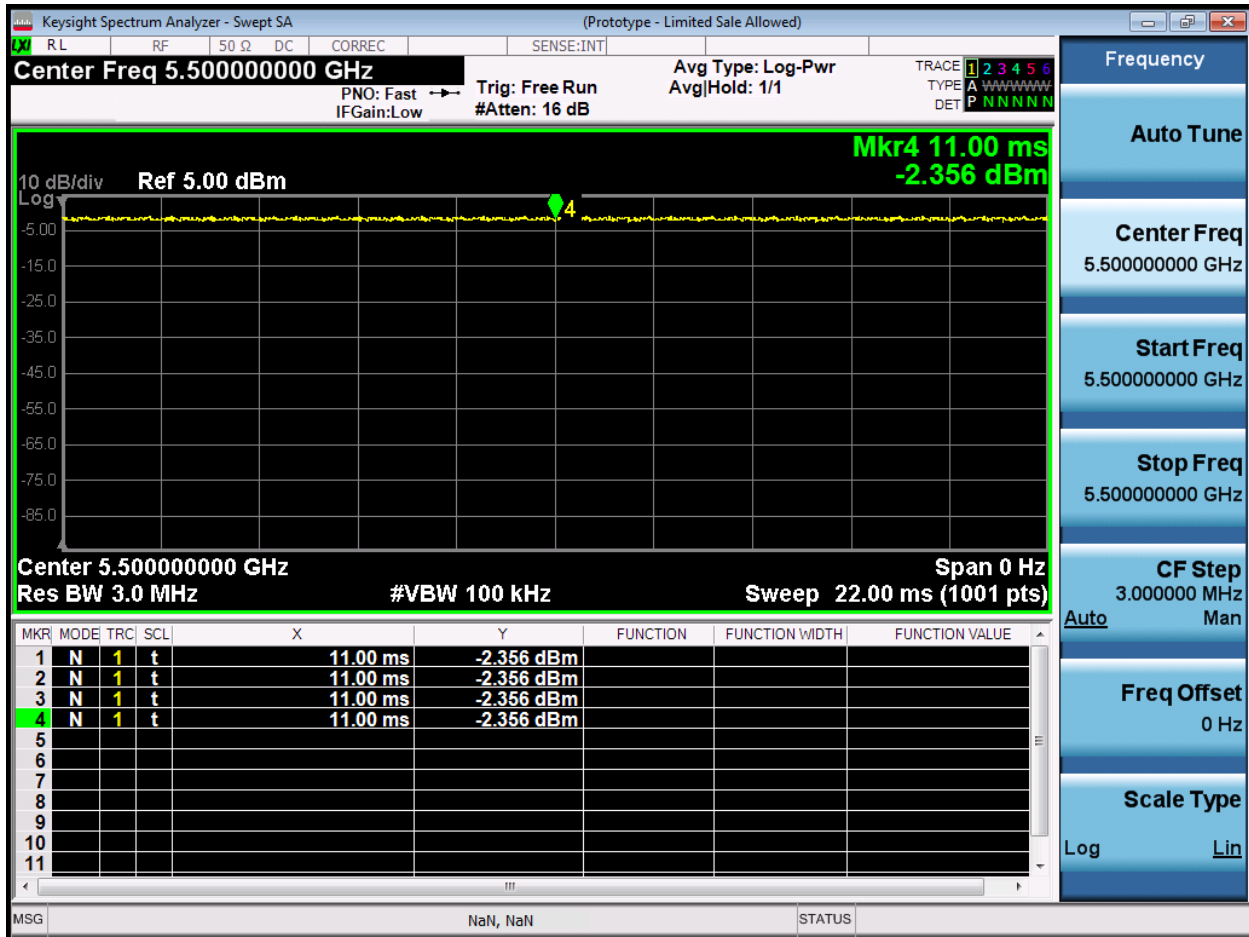 Keysight Spectrum Analyzer - Swept SA (Prototype - Limited Sale Allowed)
LXI RL RF 50 Ω DC CORREC SENSE:INT
Center Freq 5.500000000 GHz
PNO: Fast
IFGain:Low
Trig: Free Run
#Atten: 16 dB
Avg Type: Log-Pwr
Avg|Hold: 1/1
TRACE 1 2 3 4 5 6
TYPE A WWWWW
DET P N N N N N
Mkr4 11.00 ms
-2.356 dBm
10 dB/div Ref 5.00 dBm
Log
4
-5.00
-15.0
-25.0
-35.0
-45.0
-55.0
-65.0
-75.0
-85.0
Center 5.500000000 GHz Span 0 Hz
Res BW 3.0 MHz #VBW 100 kHz Sweep 22.00 ms (1001 pts)
MKR MODE TRC SCL X Y FUNCTION FUNCTION WIDTH FUNCTION VALUE
1 N 1 t 11.00 ms -2.356 dBm
2 N 1 t 11.00 ms -2.356 dBm
3 N 1 t 11.00 ms -2.356 dBm
4 N 1 t 11.00 ms -2.356 dBm
5
6
7
8
9
10
11
MSG NaN, NaN STATUS
Frequency
Auto Tune
Center Freq
5.500000000 GHz
Start Freq
5.500000000 GHz
Stop Freq
5.500000000 GHz
CF Step
3.000000 MHz
Auto Man
Freq Offset
0 Hz
Scale Type
Log Lin